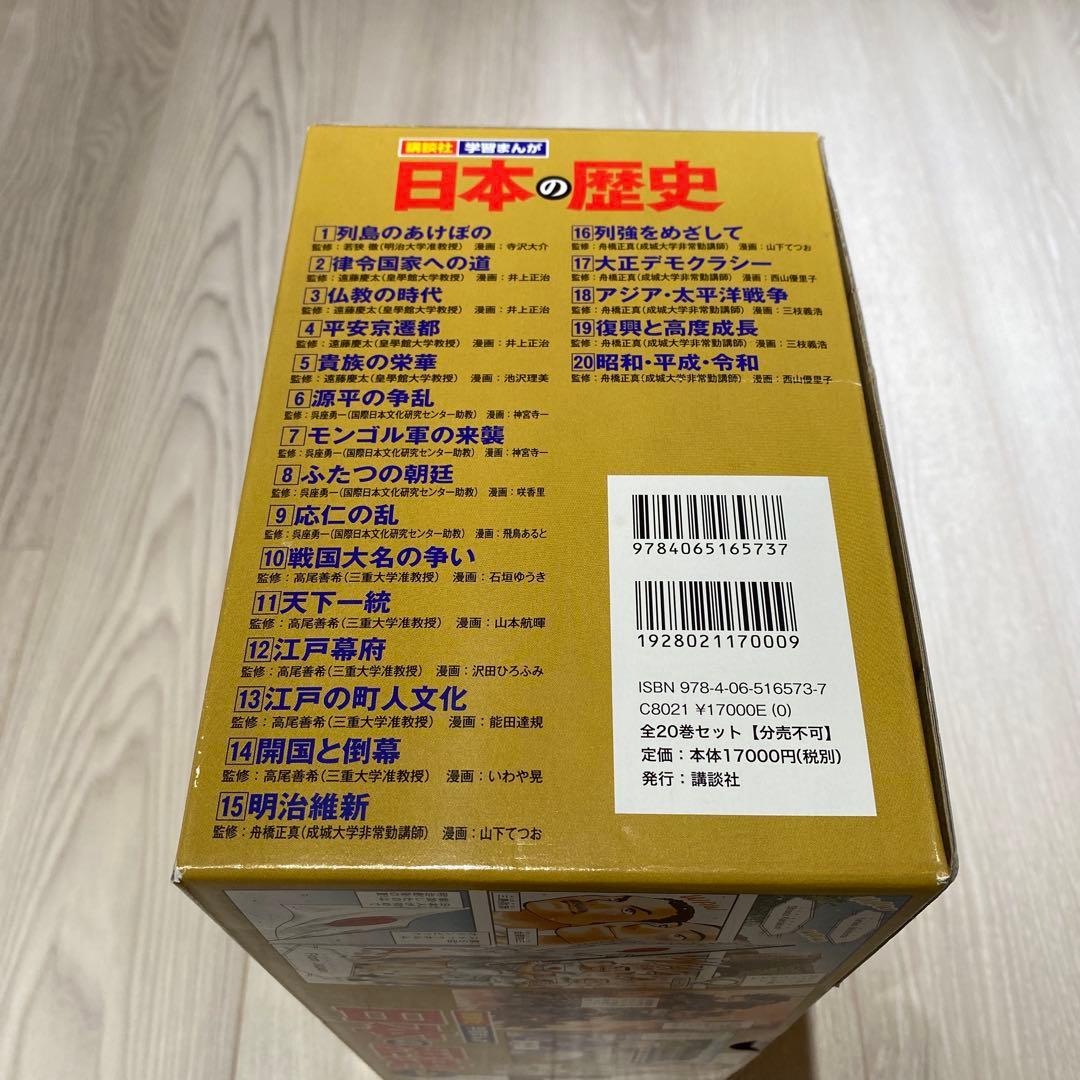 講談社 学習まんが
日本の歴史
1 列島のあけぼの
監修：若狭 徹(明治大学准教授) 漫画：寺沢大介
2 律令国家への道
監修：遠藤慶太(皇學館大学教授) 漫画：井上正治
3 仏教の時代
監修：遠藤慶太(皇學館大学教授) 漫画：井上正治
4 平安京遷都
監修：遠藤慶太(皇學館大学教授) 漫画：井上正治
5 貴族の栄華
監修：遠藤慶太(皇學館大学教授) 漫画：池沢理美
6 源平の争乱
監修：呉座勇一(国際日本文化研究センター助教) 漫画：神宮寺一
7 モンゴル軍の来襲
監修：呉座勇一(国際日本文化研究センター助教) 漫画：神宮寺一
8 ふたつの朝廷
監修：呉座勇一(国際日本文化研究センター助教) 漫画：咲香里
9 応仁の乱
監修：呉座勇一(国際日本文化研究センター助教) 漫画：飛鳥あると
10 戦国大名の争い
監修：高尾善希(三重大学准教授) 漫画：石垣ゆうき
11 天下一統
監修：高尾善希(三重大学准教授) 漫画：山本航暉
12 江戸幕府
監修：高尾善希(三重大学准教授) 漫画：沢田ひろふみ
13 江戸の町人文化
監修：高尾善希(三重大学准教授) 漫画：能田達規
14 開国と倒幕
監修：高尾善希(三重大学准教授) 漫画：いわや晃
15 明治維新
監修：舟橋正真(成城大学非常勤講師) 漫画：山下てつお
16 列強をめざして
監修：舟橋正真(成城大学非常勤講師) 漫画：山下てつお
17 大正デモクラシー
監修：舟橋正真(成城大学非常勤講師) 漫画：西山優里子
18 アジア・太平洋戦争
監修：舟橋正真(成城大学非常勤講師) 漫画：三枝義浩
19 復興と高度成長
監修：舟橋正真(成城大学非常勤講師) 漫画：三枝義浩
20 昭和・平成・令和
監修：舟橋正真(成城大学非常勤講師) 漫画：西山優里子
9784065165737
1928021170009
ISBN 978-4-06-516573-7
C8021 ¥17000E (0)
全20巻セット【分売不可】
定価：本体17000円(税別)
発行：講談社